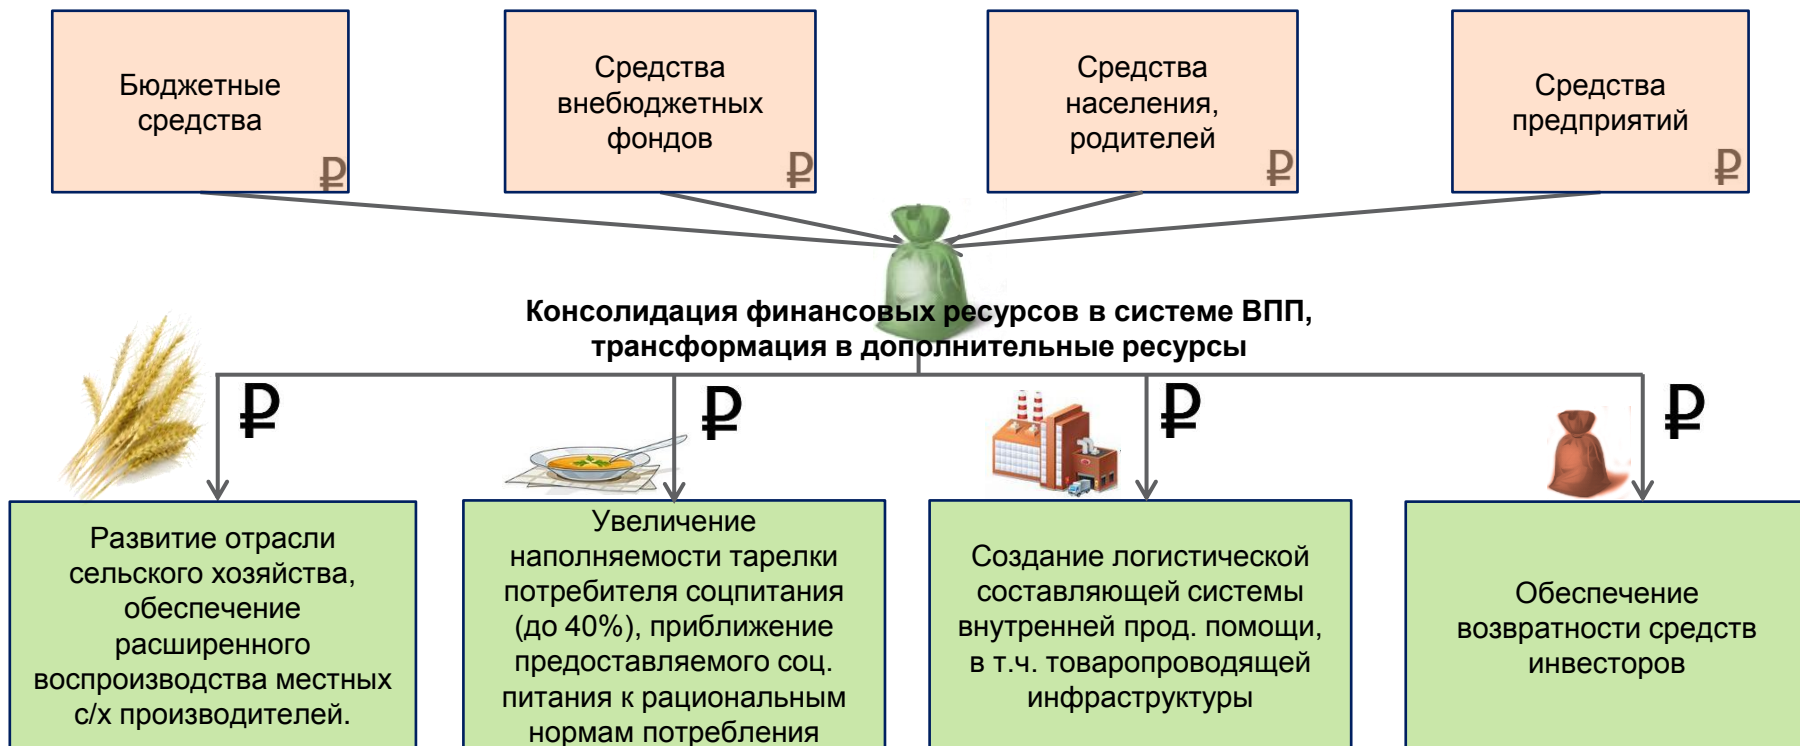 Бюджетные
средства
₽
Средства
внебюджетных
фондов
₽
Средства
населения,
родителей
₽
Средства
предприятий
₽
Консолидация финансовых ресурсов в системе ВПП,
трансформация в дополнительные ресурсы
₽
₽
₽
₽
Развитие отрасли
сельского хозяйства,
обеспечение
расширенного
воспроизводства местных
с/х производителей.
Увеличение
наполняемости тарелки
потребителя соцпитания
(до 40%), приближение
предоставляемого соц.
питания к рациональным
нормам потребления
Создание логистической
составляющей системы
внутренней прод. помощи,
в т.ч. товаропроводящей
инфраструктуры
Обеспечение
возвратности средств
инвесторов